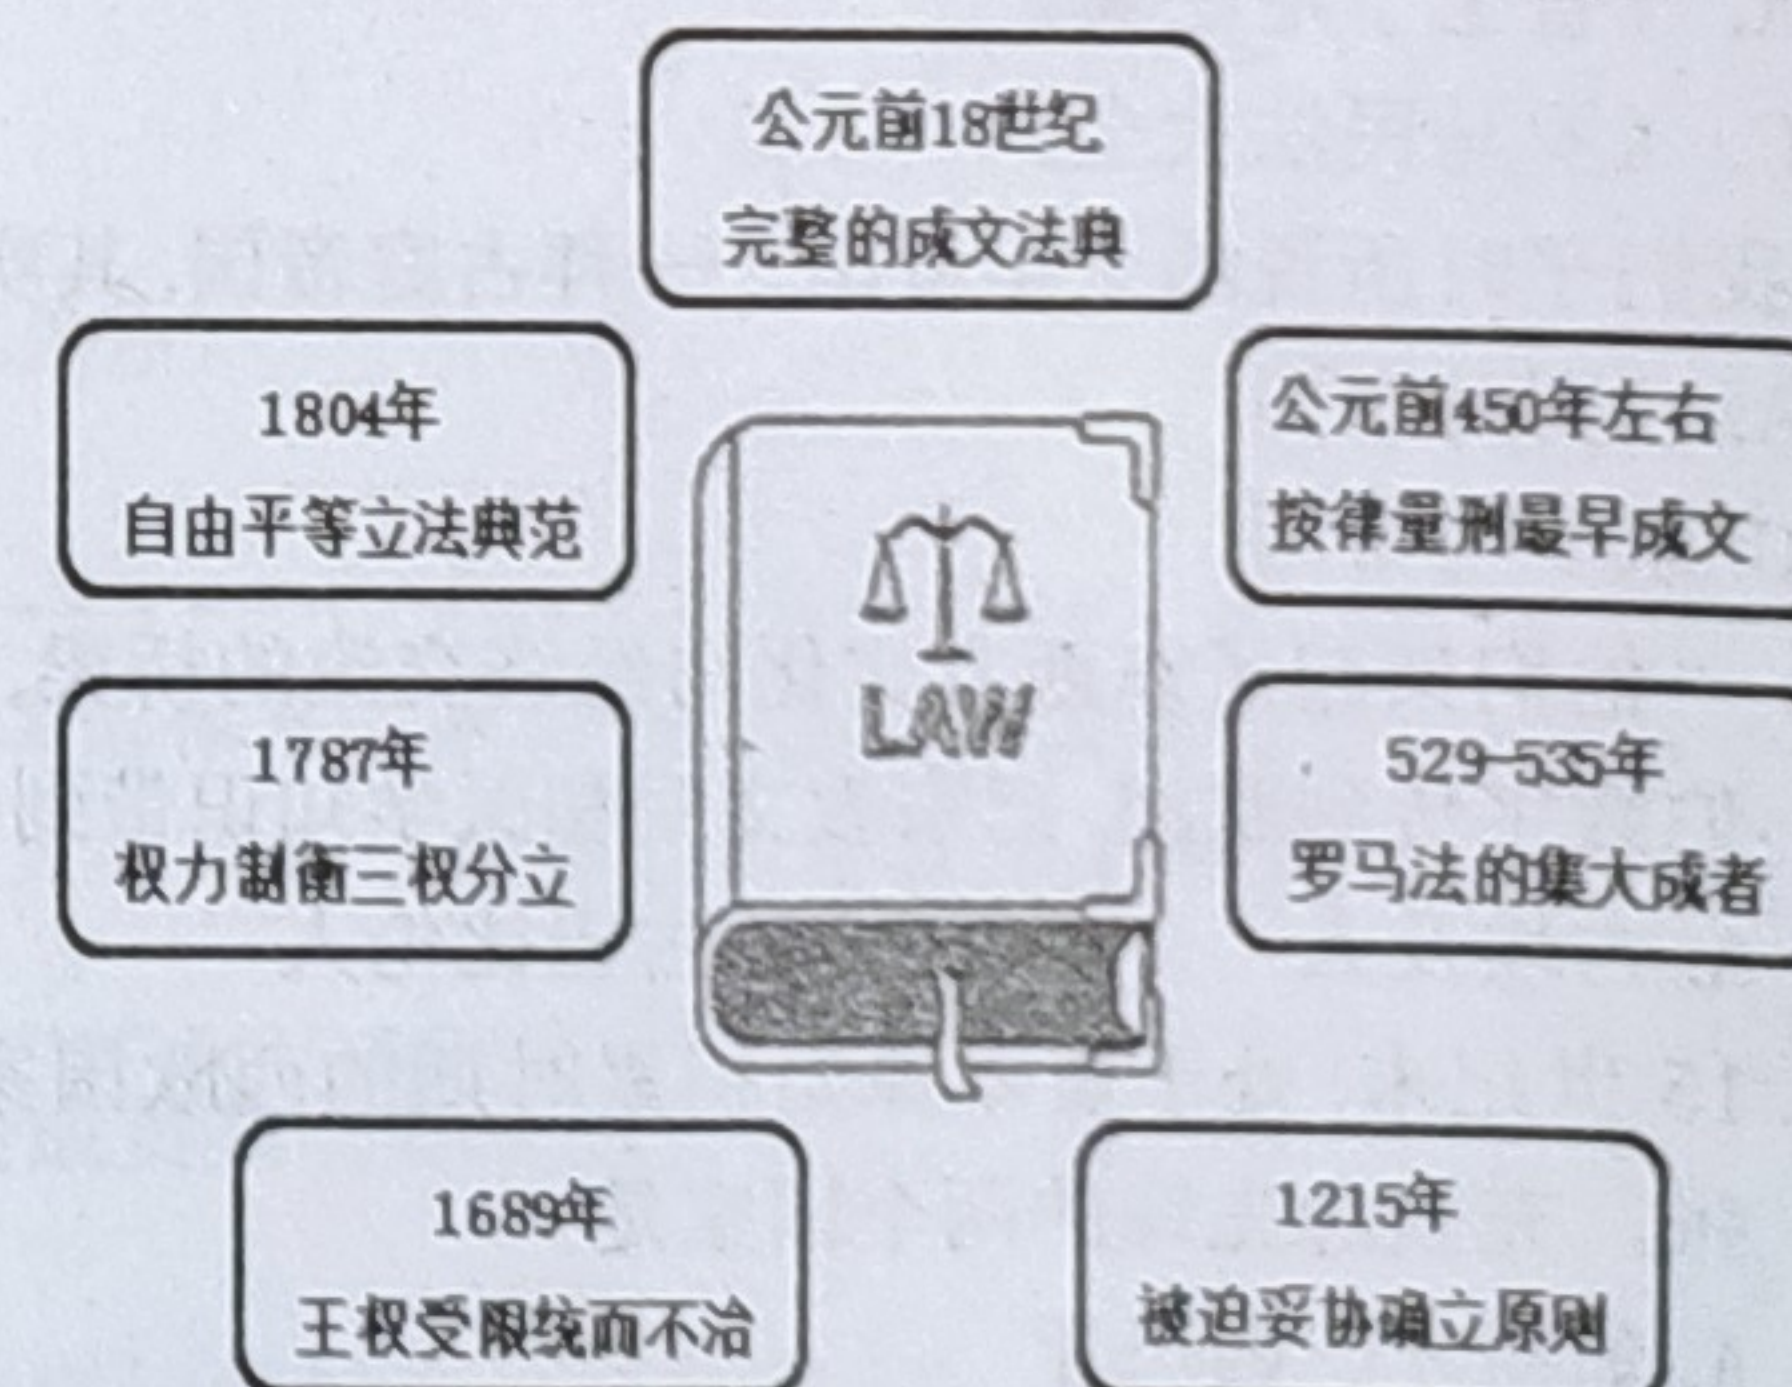 公元前18世纪
完整的成文法典
1804年
自由平等立法典范
公元前450年左右
按律量刑最早成文
LAW
1787年
权力制衡三权分立
529-535年
罗马法的集大成者
1689年
王权受限统而不治
1215年
被迫妥协确立原则